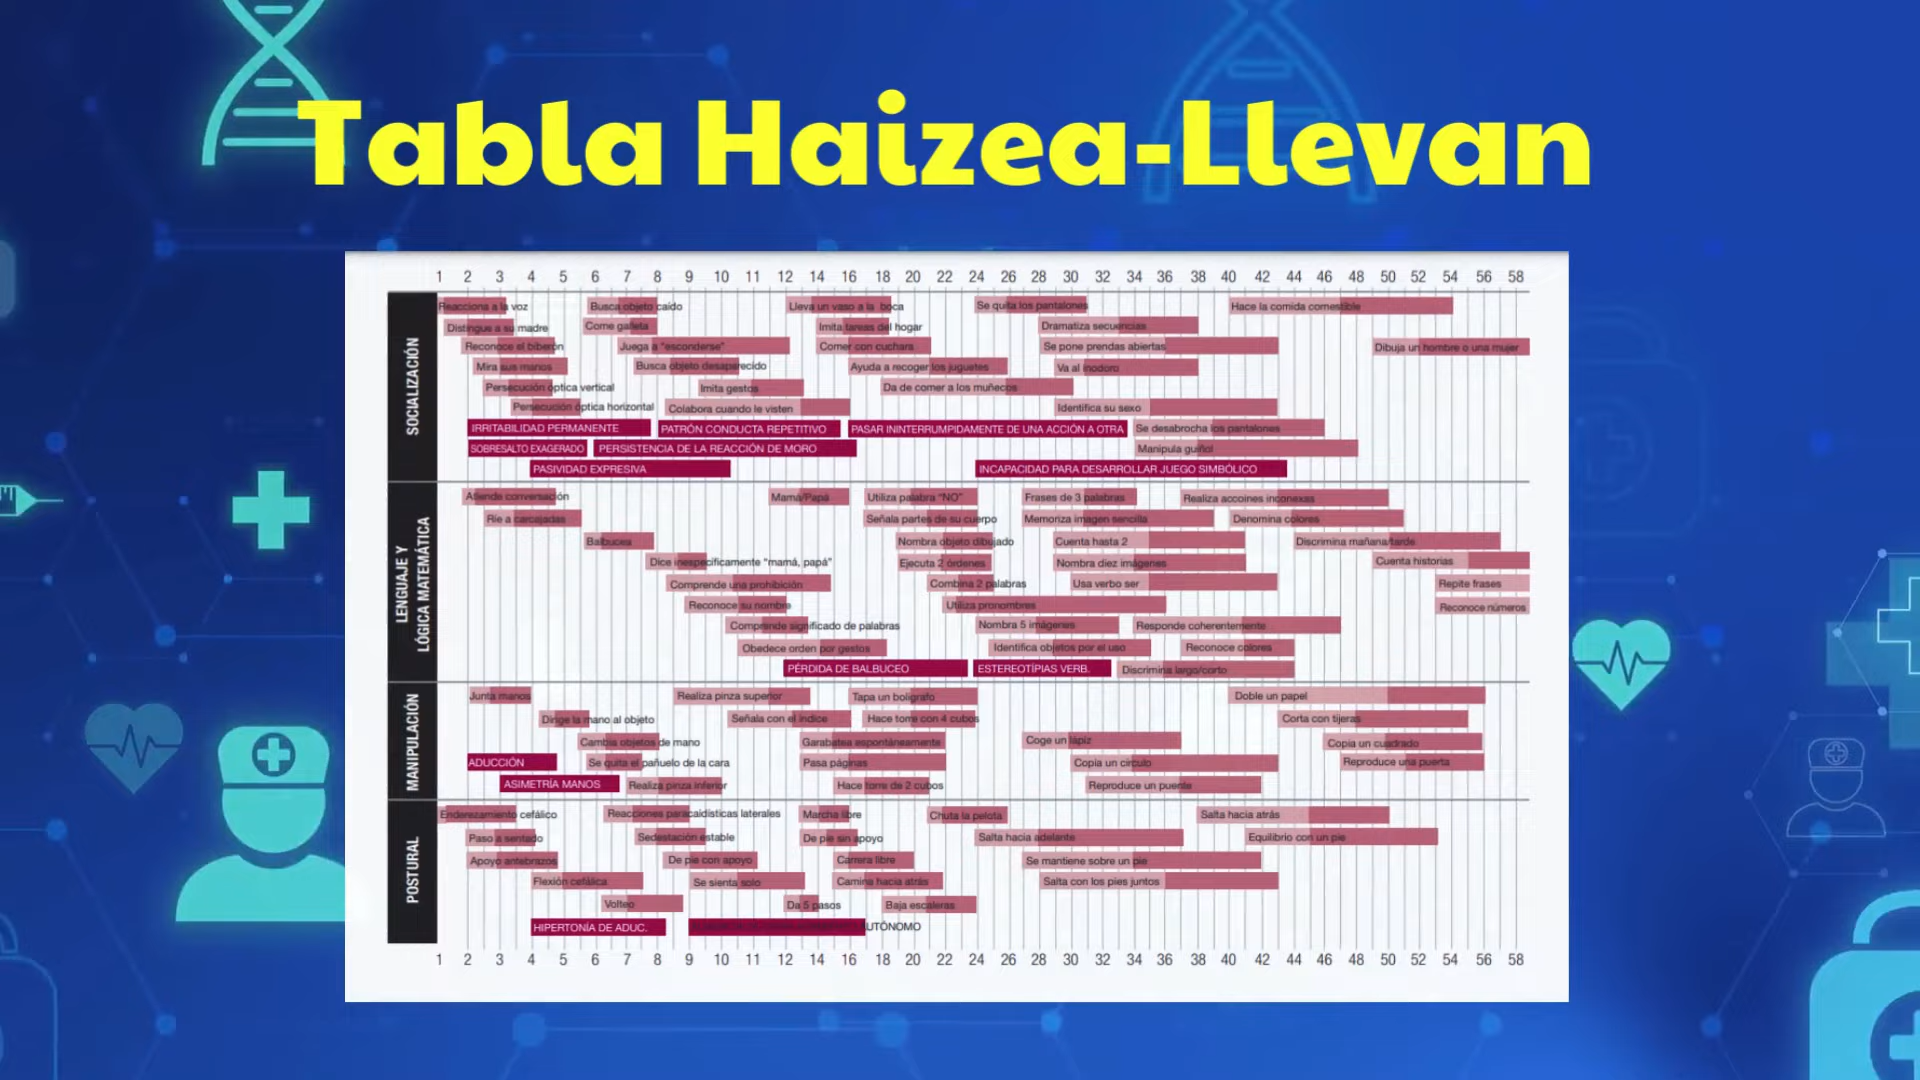 Tabla Haizea-Llevan
1 2 3 4 5 6 7 8 9 10 11 12 14 16 18 20 22 24 26 28 30 32 34 36 38 40 42 44 46 48 50 52 54 56 58
SOCIALIZACIÓN
Reacciona a la voz Busca objeto caído Lleva un vaso a la boca Se quita los pantalones Hace la comida comestible
Distingue a su madre Come galleta Imita tareas del hogar Dramatiza secuencias
Reconoce el biberón Juega a "esconderse" Comer con cuchara Se pone prendas abiertas Dibuja un hombre o una mujer
Mira sus manos Busca objeto desaparecido Ayuda a recoger los juguetes Va al inodoro
Persecución óptica vertical Imita gestos Da de comer a los muñecos
Persecución óptica horizontal Colabora cuando le visten Identifica su sexo
IRRITABILIDAD PERMANENTE PATRÓN CONDUCTA REPETITIVO PASAR ININTERRUMPIDAMENTE DE UNA ACCIÓN A OTRA Se desabrocha los pantalones
SOBRESALTO EXAGERADO PERSISTENCIA DE LA REACCIÓN DE MORO Manipula guiñol
PASIVIDAD EXPRESIVA INCAPACIDAD PARA DESARROLLAR JUEGO SIMBÓLICO
LENGUAJE Y
LÓGICA MATEMÁTICA
Atiende conversación Mamá/Papá Utiliza palabra "NO" Frases de 3 palabras Realiza accoines inconexas
Ríe a carcajadas Señala partes de su cuerpo Memoriza imagen sencilla Denomina colores
Balbucea Nombra objeto dibujado Cuenta hasta 2 Discrimina mañana/tarde
Dice inespecíficamente "mamá, papá" Ejecuta 2 órdenes Nombra diez imágenes Cuenta historias
Comprende una prohibición Combina 2 palabras Usa verbo ser Repite frases
Reconoce su nombre Utiliza pronombres Reconoce números
Comprende significado de palabras Nombra 5 imágenes Responde coherentemente
Obedece orden por gestos Identifica objetos por el uso Reconoce colores
PÉRDIDA DE BALBUCEO ESTEREOTÍPIAS VERB. Discrimina largo/corto
MANIPULACIÓN
Junta manos Realiza pinza superior Tapa un bolígrafo Doble un papel
Dirige la mano al objeto Señala con el índice Hace torre con 4 cubos Corta con tijeras
Cambia objetos de mano Garabatea espontáneamente Coge un lápiz Copia un cuadrado
ADUCCIÓN Se quita el pañuelo de la cara Pasa páginas Copia un círculo Reproduce una puerta
ASIMETRÍA MANOS Realiza pinza inferior Hace torre de 2 cubos Reproduce un puente
POSTURAL
Enderezamiento cefálico Reacciones paracaidísticas laterales Marcha libre Chuta la pelota Salta hacia atrás
Paso a sentado Sedestación estable De pie sin apoyo Salta hacia adelante Equilibrio con un pie
Apoyo antebrazos De pie con apoyo Carrera libre Se mantiene sobre un pie
Flexión cefálica Se sienta solo Camina hacia atrás Salta con los pies juntos
Volteo Da 5 pasos Baja escaleras
HIPERTONÍA DE ADUC. UTÓNOMO
1 2 3 4 5 6 7 8 9 10 11 12 14 16 18 20 22 24 26 28 30 32 34 36 38 40 42 44 46 48 50 52 54 56 58